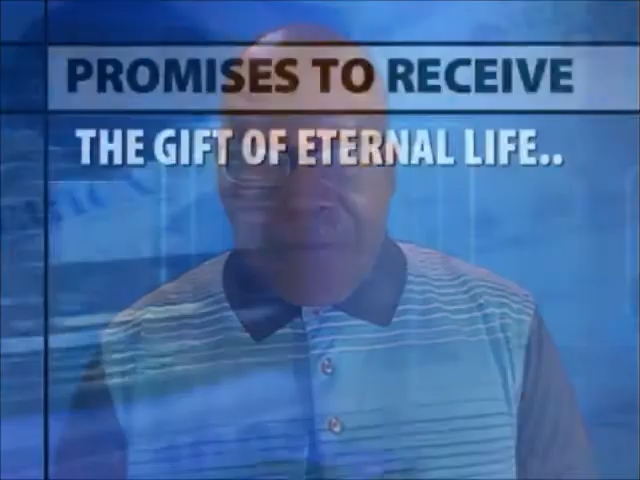 PROMISES TO RECEIVE
THE GIFT OF ETERNAL LIFE..